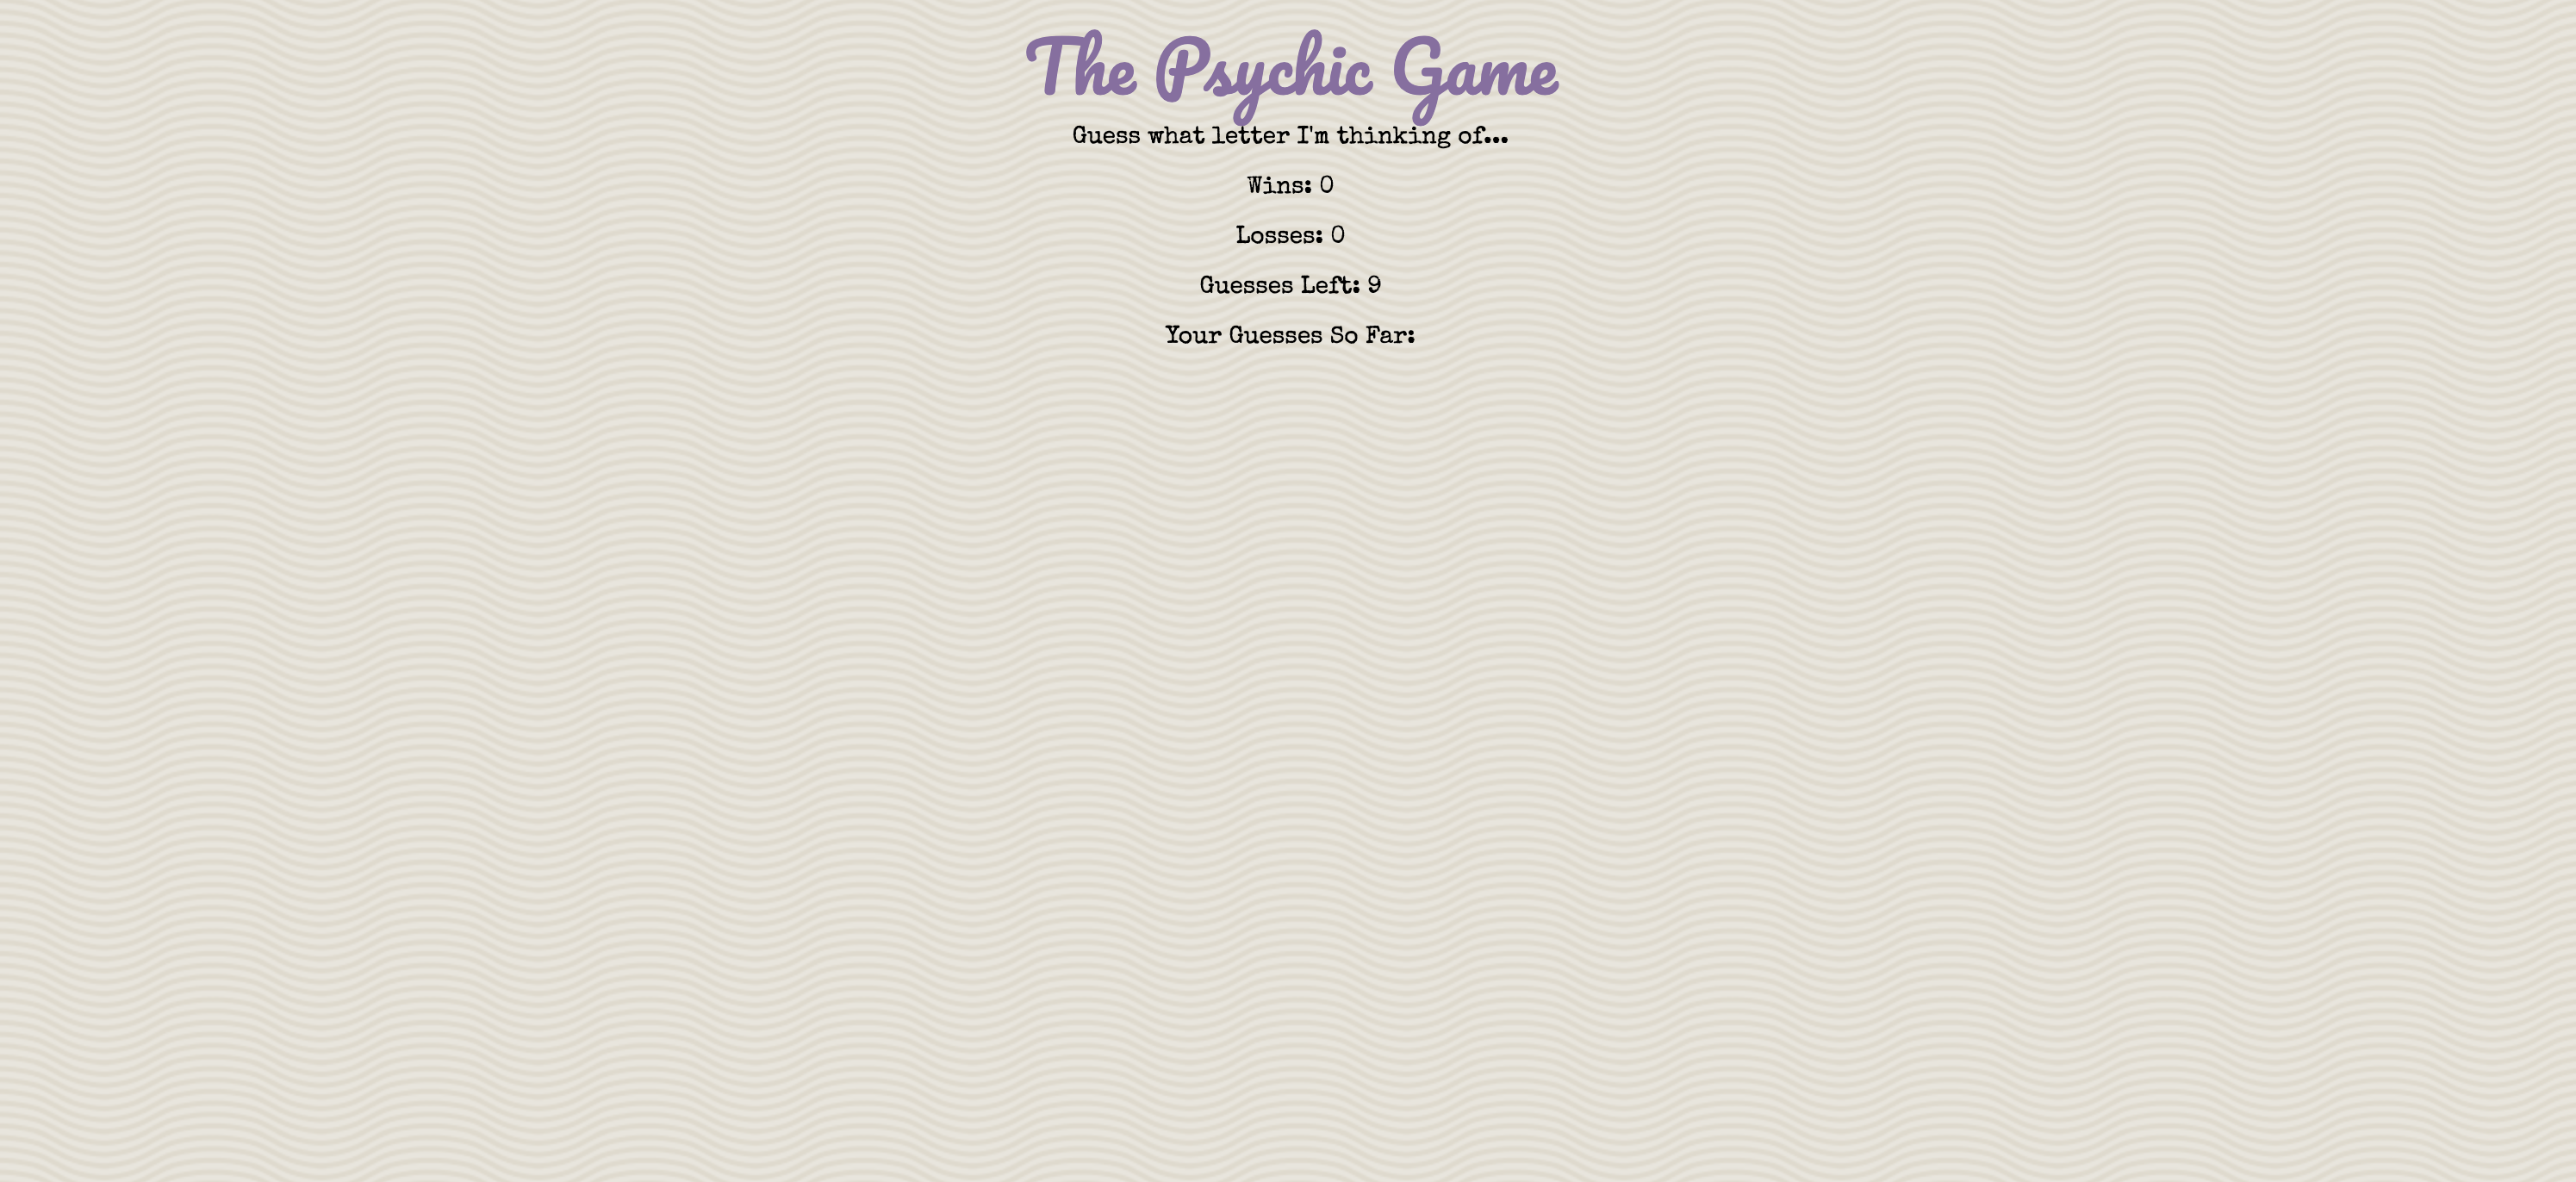 The Psychic Game
Guess what letter I'm thinking of...
Wins: 0
Losses: 0
Guesses Left: 9
Your Guesses So Far: